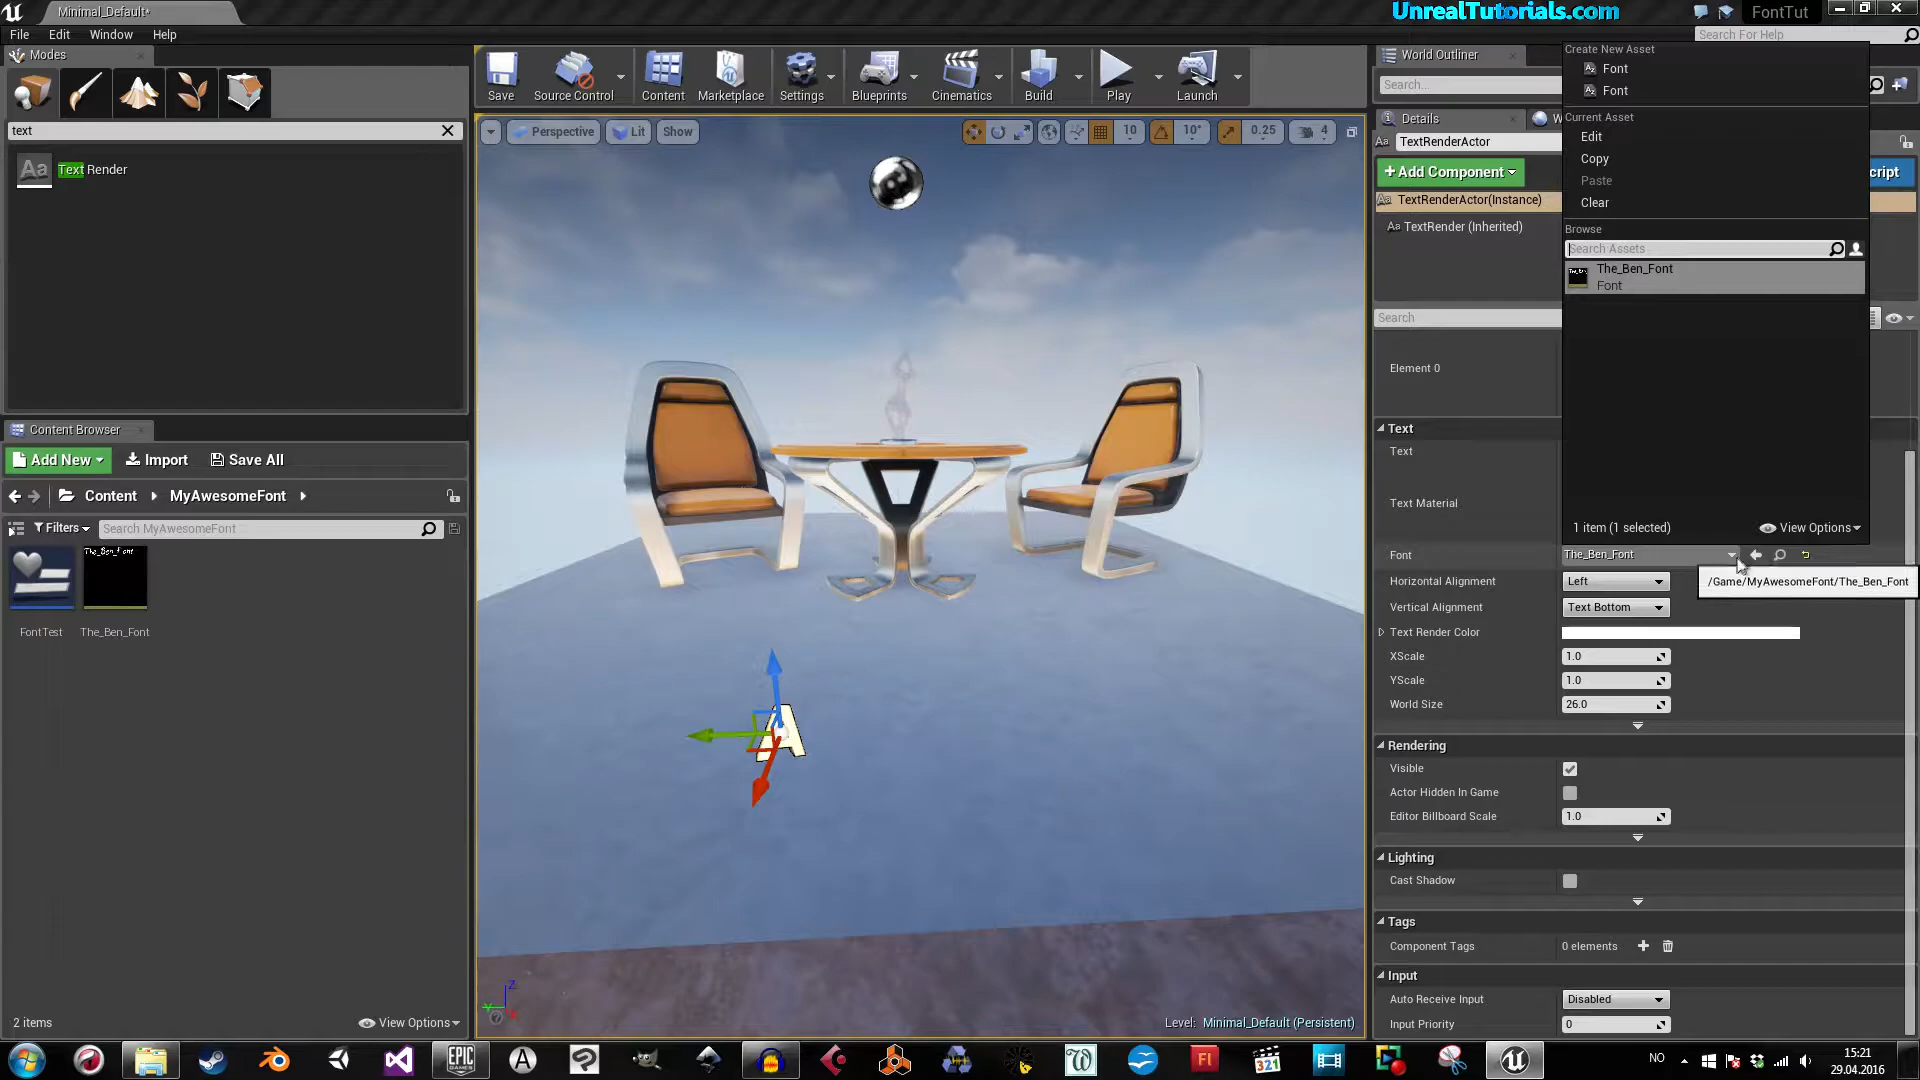 Minimal_Default*
UnrealTutorials.com
FontTut
File Edit Window Help
Search For Help
Modes
text
Text Render
Save
Source Control
Content
Marketplace
Settings
Blueprints
Cinematics
Build
Play
Launch
Perspective
Lit
Show
10
10°
0.25
4
Content Browser
Add New
Import
Save All
Content
MyAwesomeFont
Filters
Search MyAwesomeFont
The_Ben_Font
FontTest
The_Ben_Font
2 items
View Options
Level: Minimal_Default (Persistent)
World Outliner
Search...
Details
W
TextRenderActor
+Add Component
cript
TextRenderActor(Instance)
TextRender (Inherited)
Search
Create New Asset
Font
Font
Current Asset
Edit
Copy
Paste
Clear
Browse
Search Assets
The_Ben_Font
Font
1 item (1 selected)
View Options
Element 0
Text
Text
Text Material
Font
The_Ben_Font
/Game/MyAwesomeFont/The_Ben_Font
Horizontal Alignment
Left
Vertical Alignment
Text Bottom
Text Render Color
XScale
1.0
YScale
1.0
World Size
26.0
Rendering
Visible
Actor Hidden In Game
Editor Billboard Scale
1.0
Lighting
Cast Shadow
Tags
Component Tags
0 elements
Input
Auto Receive Input
Disabled
Input Priority
0
NO
15:21
29.04.2016